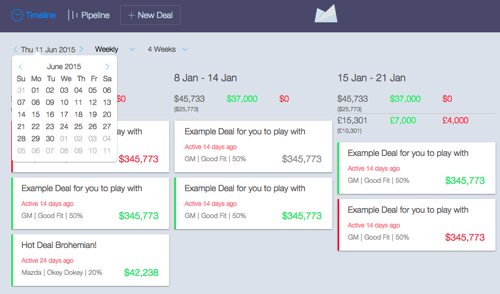 Timeline
Pipeline
+ New Deal
Thu 11 Jun 2015
Weekly
4 Weeks
June 2015
Su Mo Tu We Th Fr Sa
31 01 02 03 04 05 06
07 08 09 10 11 12 13
14 15 16 17 18 19 20
21 22 23 24 25 26 27
28 29 30 01 02 03 04
05 06 07 08 09 10 11
$0
ou to play with
$345,773
Example Deal for you to play with
Active 14 days ago
GM | Good Fit | 50%
$345,773
Hot Deal Brohemian!
Active 24 days ago
Mazda | Okey Dokey | 20%
$42,238
8 Jan - 14 Jan
$45,733 $37,000 $0
($25,773)
Example Deal for you to play with
Active 14 days ago
GM | Good Fit | 50%
$345,773
Example Deal for you to play with
Active 14 days ago
GM | Good Fit | 50%
$345,773
15 Jan - 21 Jan
$45,733 $37,000 $0
($25,773)
£15,301 £7,000 £4,000
(£10,301)
Example Deal for you to play with
Active 14 days ago
GM | Good Fit | 50%
$345,773
Example Deal for you to play with
Active 14 days ago
GM | Good Fit | 50%
$345,773